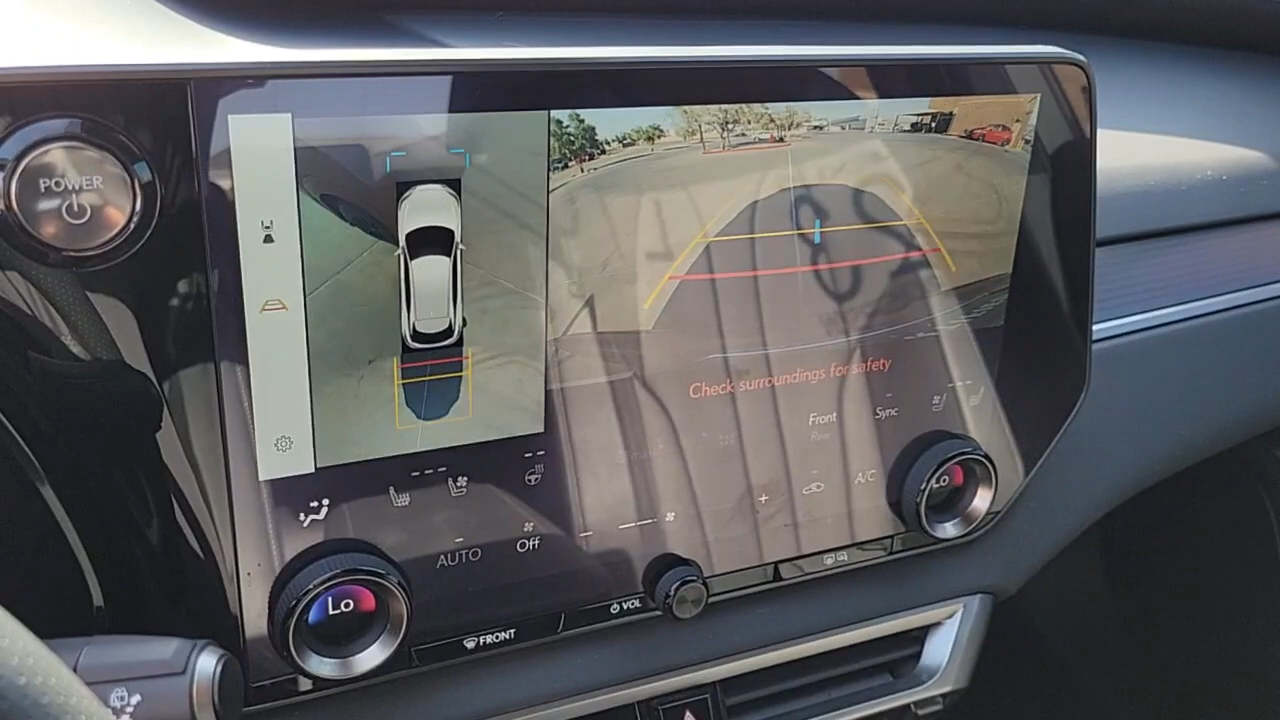 POWER
Check surroundings for safety
Front
Rear
Sync
A/C
Lo
AUTO
Off
Lo
VOL
FRONT